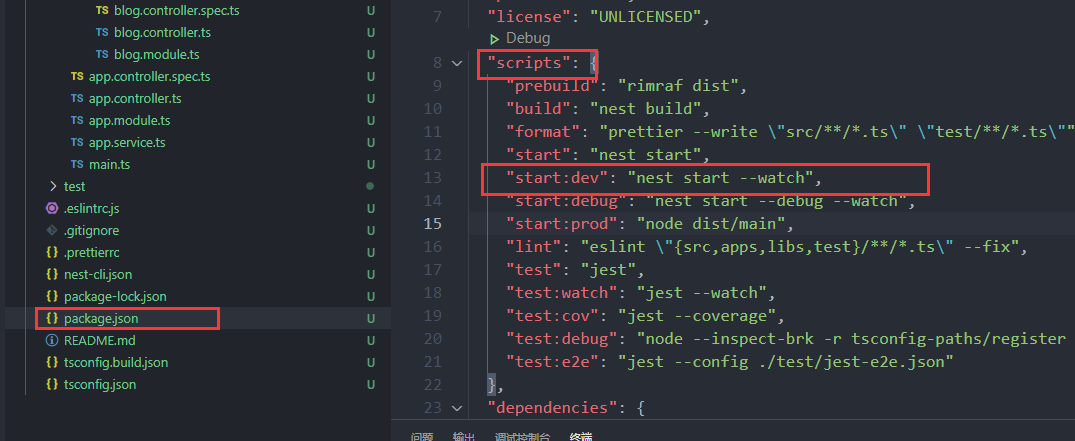 TS blog.controller.spec.ts U
TS blog.controller.ts U
TS blog.module.ts U
TS app.controller.spec.ts U
TS app.controller.ts U
TS app.module.ts U
TS app.service.ts U
TS main.ts U
test
.eslintrc.js U
.gitignore U
{} .prettierrc U
{} nest-cli.json U
{} package-lock.json U
{} package.json U
README.md U
{} tsconfig.build.json U
{} tsconfig.json U
7 "license": "UNLICENSED",
Debug
8 "scripts": {
9 "prebuild": "rimraf dist",
10 "build": "nest build",
11 "format": "prettier --write \"src/**/*.ts\" \"test/**/*.ts\""
12 "start": "nest start",
13 "start:dev": "nest start --watch",
14 "start:debug": "nest start --debug --watch",
15 "start:prod": "node dist/main",
16 "lint": "eslint \"{src,apps,libs,test}/**/*.ts\" --fix",
17 "test": "jest",
18 "test:watch": "jest --watch",
19 "test:cov": "jest --coverage",
20 "test:debug": "node --inspect-brk -r tsconfig-paths/register
21 "test:e2e": "jest --config ./test/jest-e2e.json"
22 },
23 "dependencies": {
问题 输出 调试控制台 终端